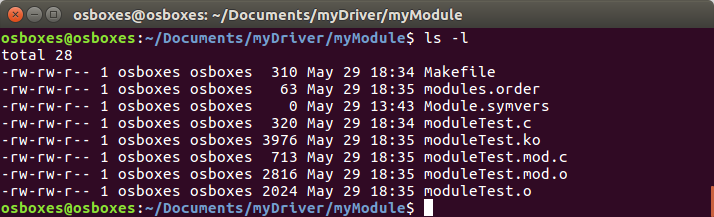 osboxes@osboxes: ~/Documents/myDriver/myModule
osboxes@osboxes:~/Documents/myDriver/myModule$ ls -l
total 28
-rw-rw-r-- 1 osboxes osboxes  310 May 29 18:34 Makefile
-rw-rw-r-- 1 osboxes osboxes   63 May 29 18:35 modules.order
-rw-rw-r-- 1 osboxes osboxes    0 May 29 13:43 Module.symvers
-rw-rw-r-- 1 osboxes osboxes  320 May 29 18:34 moduleTest.c
-rw-rw-r-- 1 osboxes osboxes 3976 May 29 18:35 moduleTest.ko
-rw-rw-r-- 1 osboxes osboxes  713 May 29 18:35 moduleTest.mod.c
-rw-rw-r-- 1 osboxes osboxes 2816 May 29 18:35 moduleTest.mod.o
-rw-rw-r-- 1 osboxes osboxes 2024 May 29 18:35 moduleTest.o
osboxes@osboxes:~/Documents/myDriver/myModule$